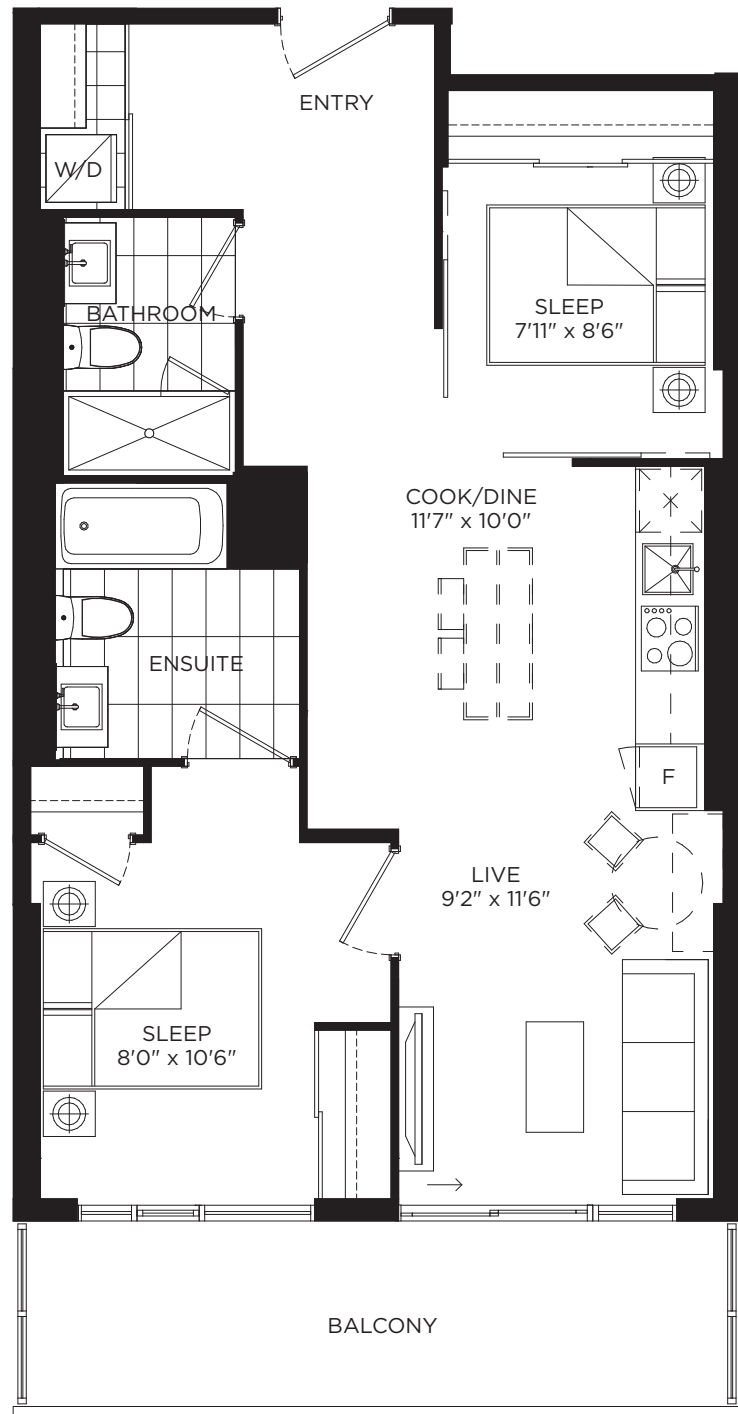 ENTRY
W/D
BATHROOM
SLEEP
7'11" x 8'6"
COOK/DINE
11'7" x 10'0"
ENSUITE
F
LIVE
9'2" x 11'6"
SLEEP
8'0" x 10'6"
BALCONY